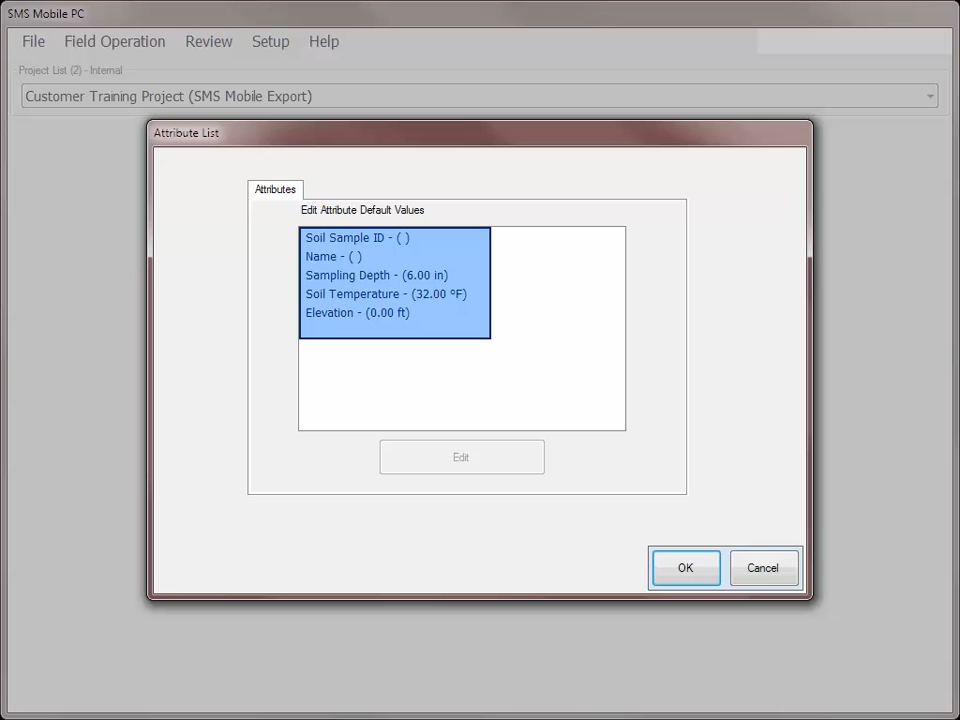 SMS Mobile PC
File Field Operation Review Setup Help
Project List (2) - Internal
Customer Training Project (SMS Mobile Export)
Attribute List
Attributes
Edit Attribute Default Values
Soil Sample ID - ( )
Name - ( )
Sampling Depth - (6.00 in)
Soil Temperature - (32.00 ºF)
Elevation - (0.00 ft)
Edit
OK Cancel